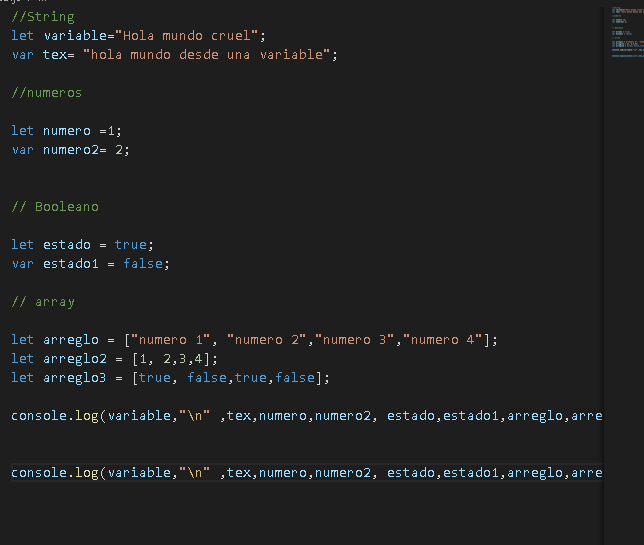 //String
let variable="Hola mundo cruel";
var tex= "hola mundo desde una variable";
//numeros
let numero =1;
var numero2= 2;
// Booleano
let estado = true;
var estado1 = false;
// array
let arreglo = ["numero 1", "numero 2","numero 3","numero 4"];
let arreglo2 = [1, 2,3,4];
let arreglo3 = [true, false,true,false];
console.log(variable,"\n" ,tex,numero,numero2, estado,estado1,arreglo,arre
console.log(variable,"\n" ,tex,numero,numero2, estado,estado1,arreglo,arre